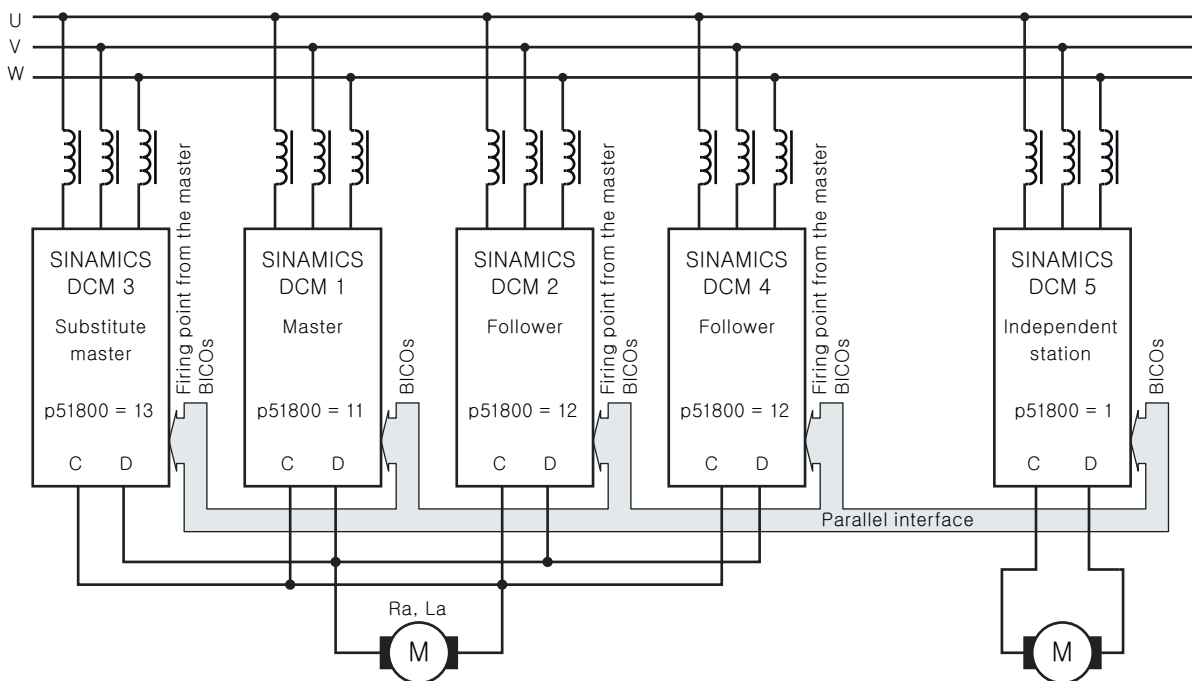 U
V
W
SINAMICS
DCM 3
Substitute
master
p51800 = 13
C D
Firing point from the master
BICOs
SINAMICS
DCM 1
Master
p51800 = 11
C D
BICOs
SINAMICS
DCM 2
Follower
p51800 = 12
C D
Firing point from the master
BICOs
SINAMICS
DCM 4
Follower
p51800 = 12
C D
Firing point from the master
BICOs
SINAMICS
DCM 5
Independent
station
p51800 = 1
C D
BICOs
Parallel interface
Ra, La
M
M